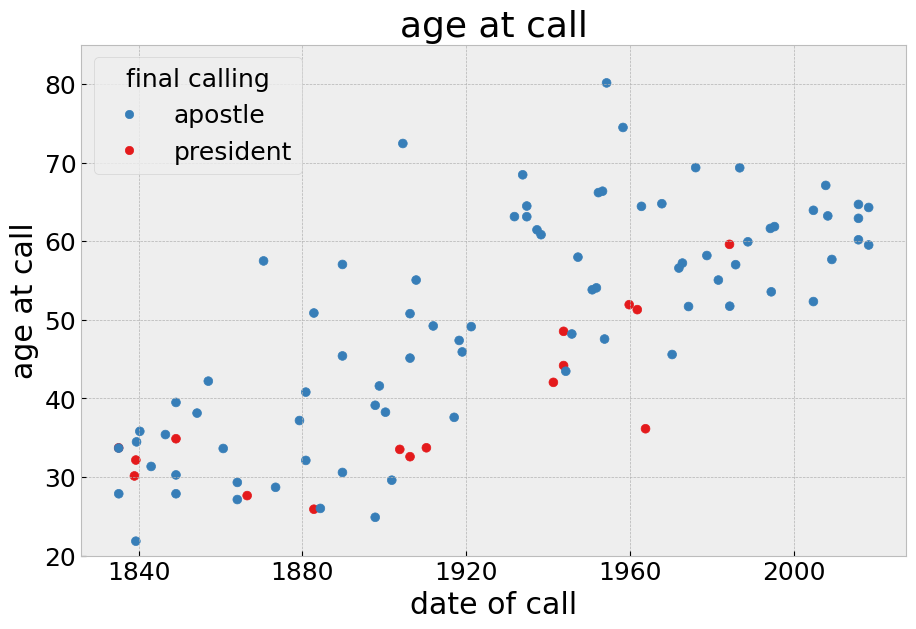 age at call
final calling
apostle
president
age at call
80
70
60
50
40
30
20
1840
1880
1920
1960
2000
date of call